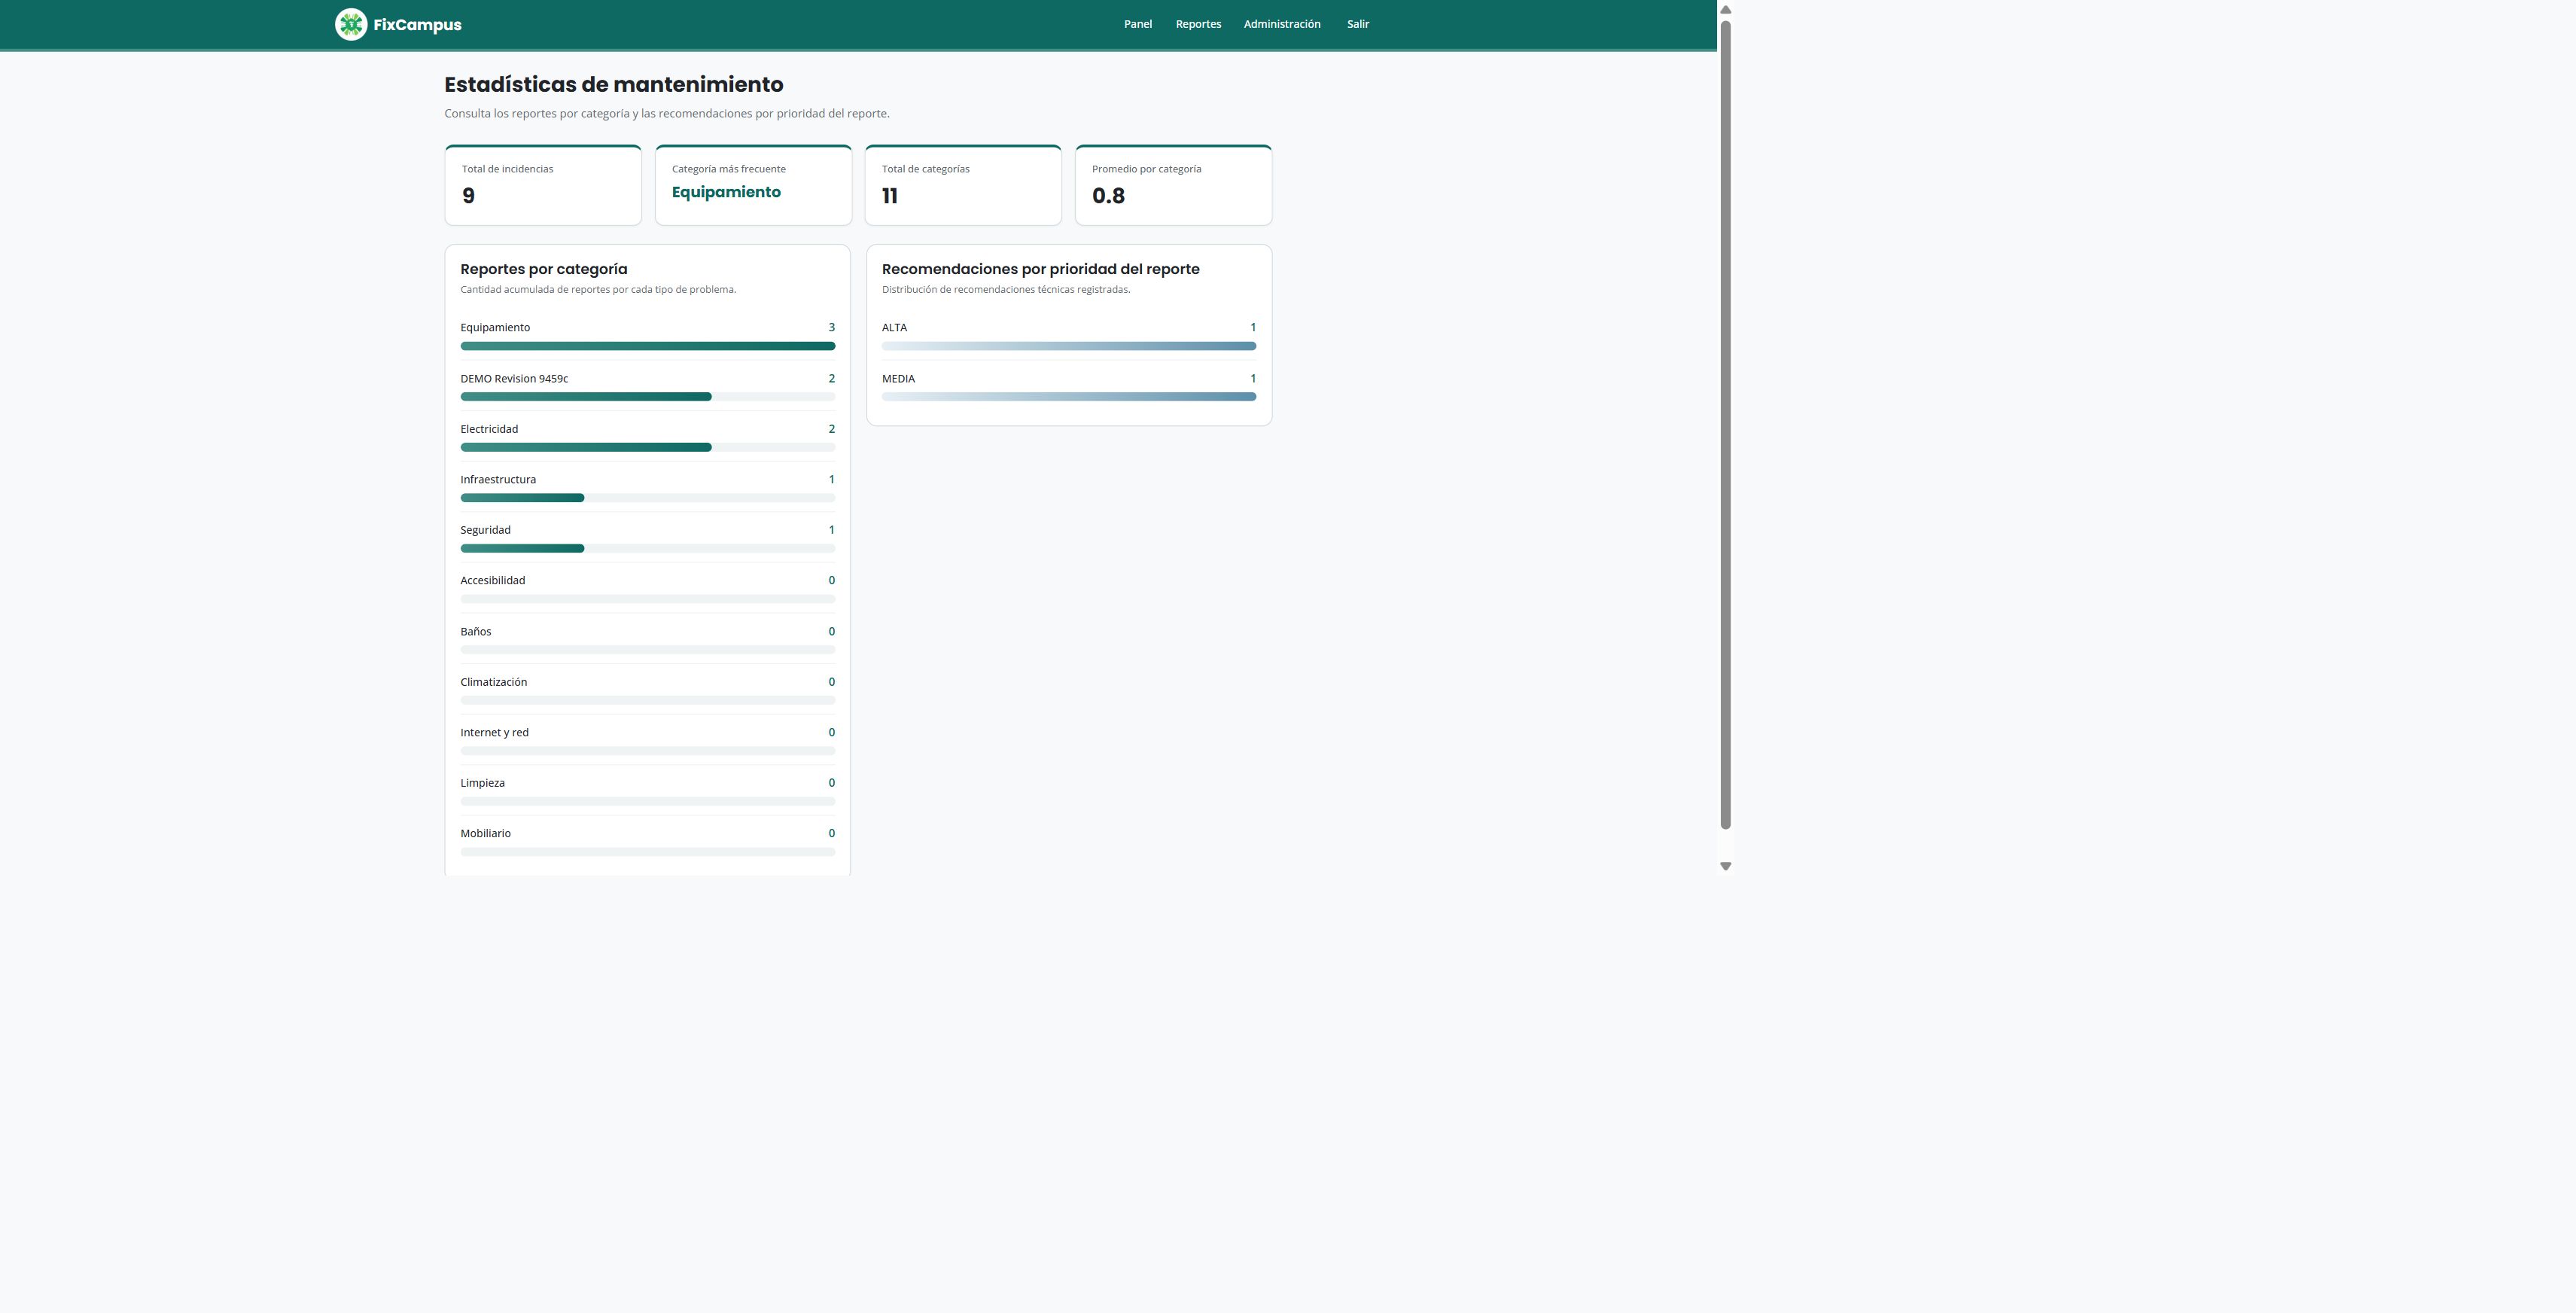 FixCampus
Panel Reportes Administración Salir
Estadísticas de mantenimiento
Consulta los reportes por categoría y las recomendaciones por prioridad del reporte.
Total de incidencias
9
Categoría más frecuente
Equipamiento
Total de categorías
11
Promedio por categoría
0.8
Reportes por categoría
Cantidad acumulada de reportes por cada tipo de problema.
Equipamiento 3
DEMO Revision 9459c 2
Electricidad 2
Infraestructura 1
Seguridad 1
Accesibilidad 0
Baños 0
Climatización 0
Internet y red 0
Limpieza 0
Mobiliario 0
Recomendaciones por prioridad del reporte
Distribución de recomendaciones técnicas registradas.
ALTA 1
MEDIA 1